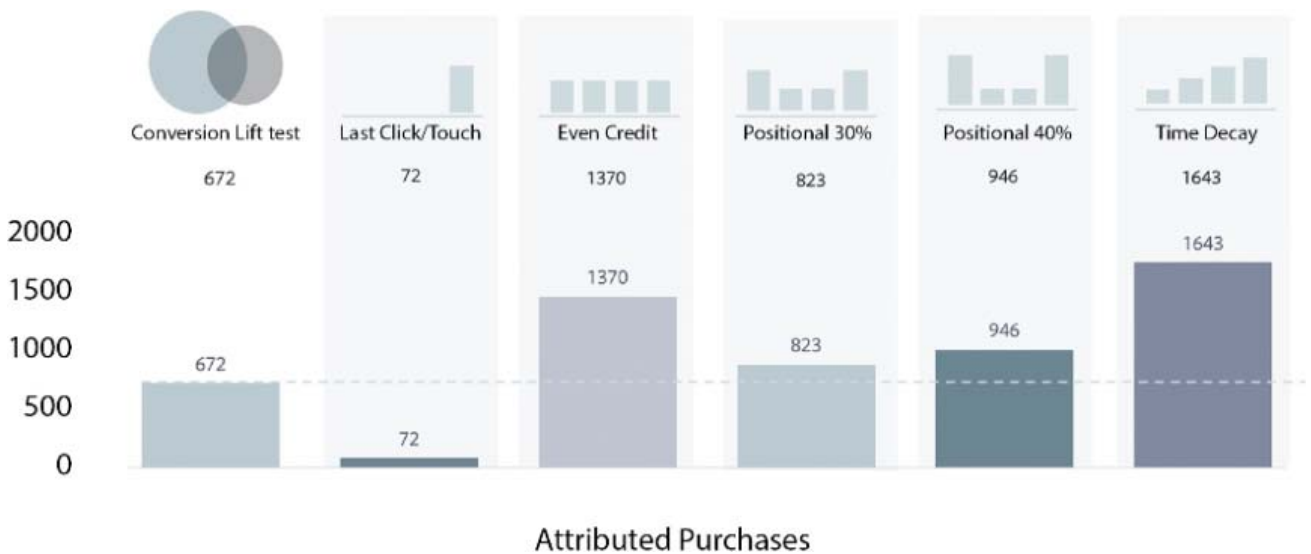 Conversion Lift test
Last Click/Touch
Even Credit
Positional 30%
Positional 40%
Time Decay
672
72
1370
823
946
1643
2000
1500
1000
500
0
672
72
1370
823
946
1643
Attributed Purchases